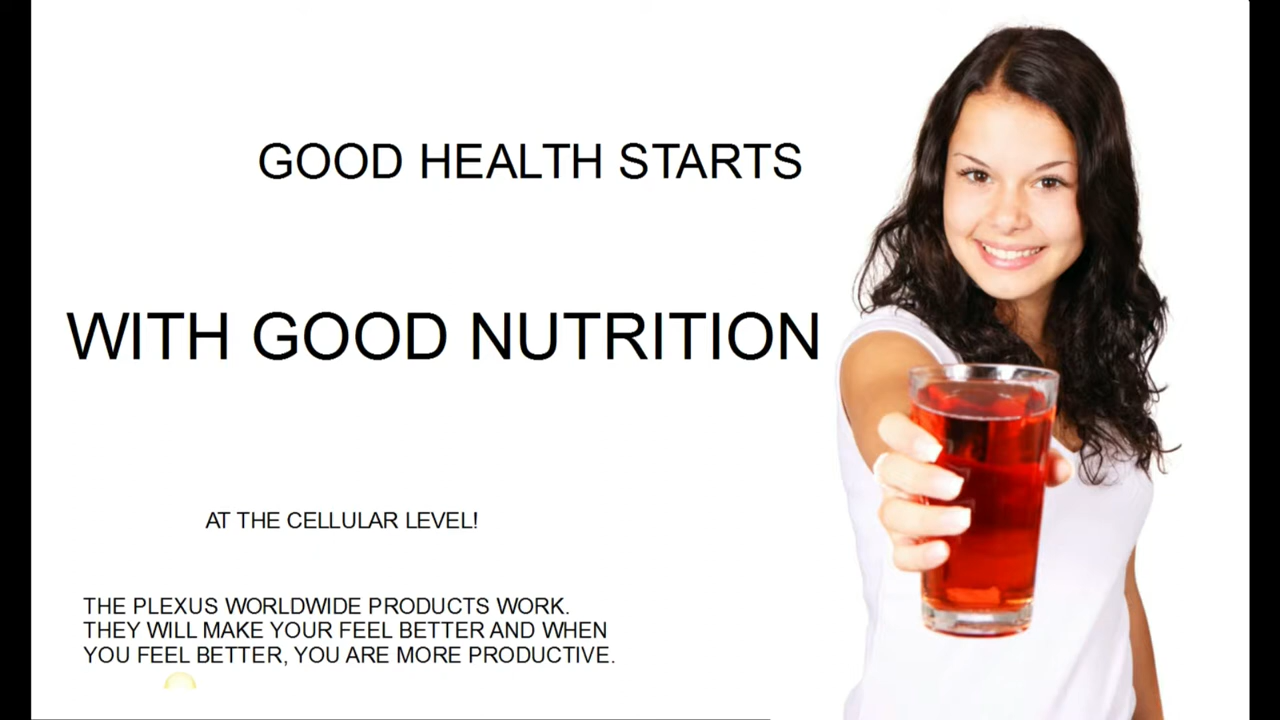 GOOD HEALTH STARTS
WITH GOOD NUTRITION
AT THE CELLULAR LEVEL!
THE PLEXUS WORLDWIDE PRODUCTS WORK.
THEY WILL MAKE YOUR FEEL BETTER AND WHEN
YOU FEEL BETTER, YOU ARE MORE PRODUCTIVE.